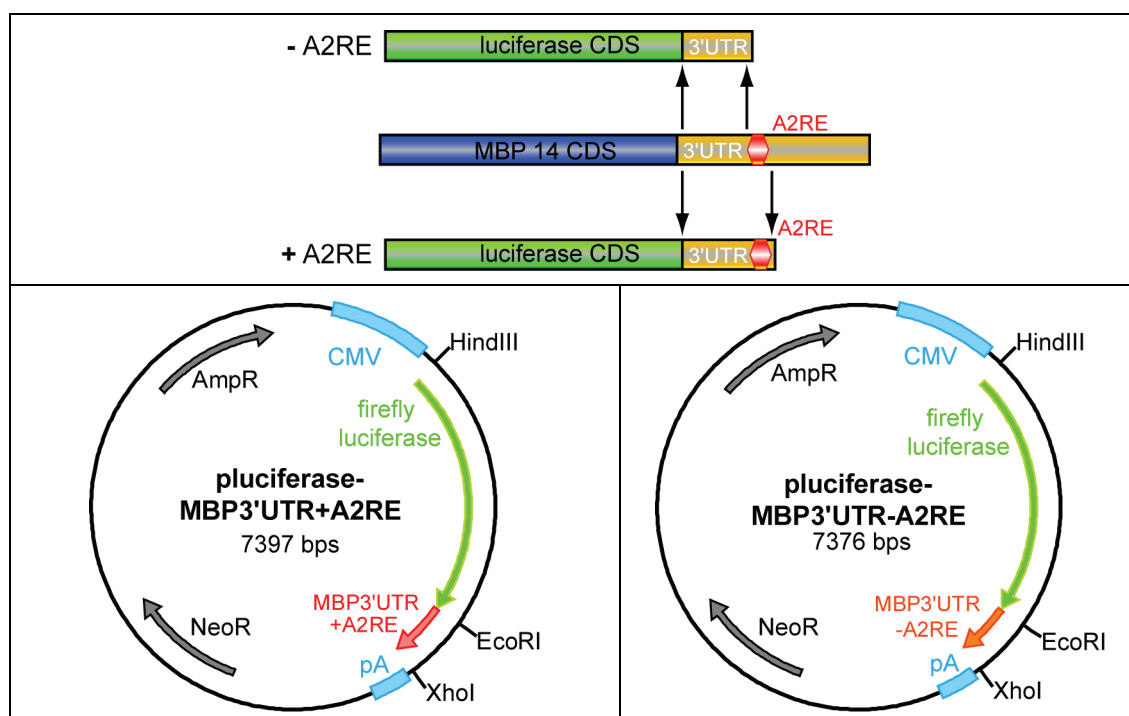 - A2RE
luciferase CDS
3'UTR
A2RE
MBP 14 CDS
3'UTR
A2RE
+ A2RE
luciferase CDS
3'UTR
CMV
HindIII
AmpR
firefly
luciferase
pluciferase-
MBP3'UTR+A2RE
7397 bps
MBP3'UTR
+A2RE
NeoR
EcoRI
pA
XhoI
CMV
HindIII
AmpR
firefly
luciferase
pluciferase-
MBP3'UTR-A2RE
7376 bps
MBP3'UTR
-A2RE
NeoR
EcoRI
pA
XhoI